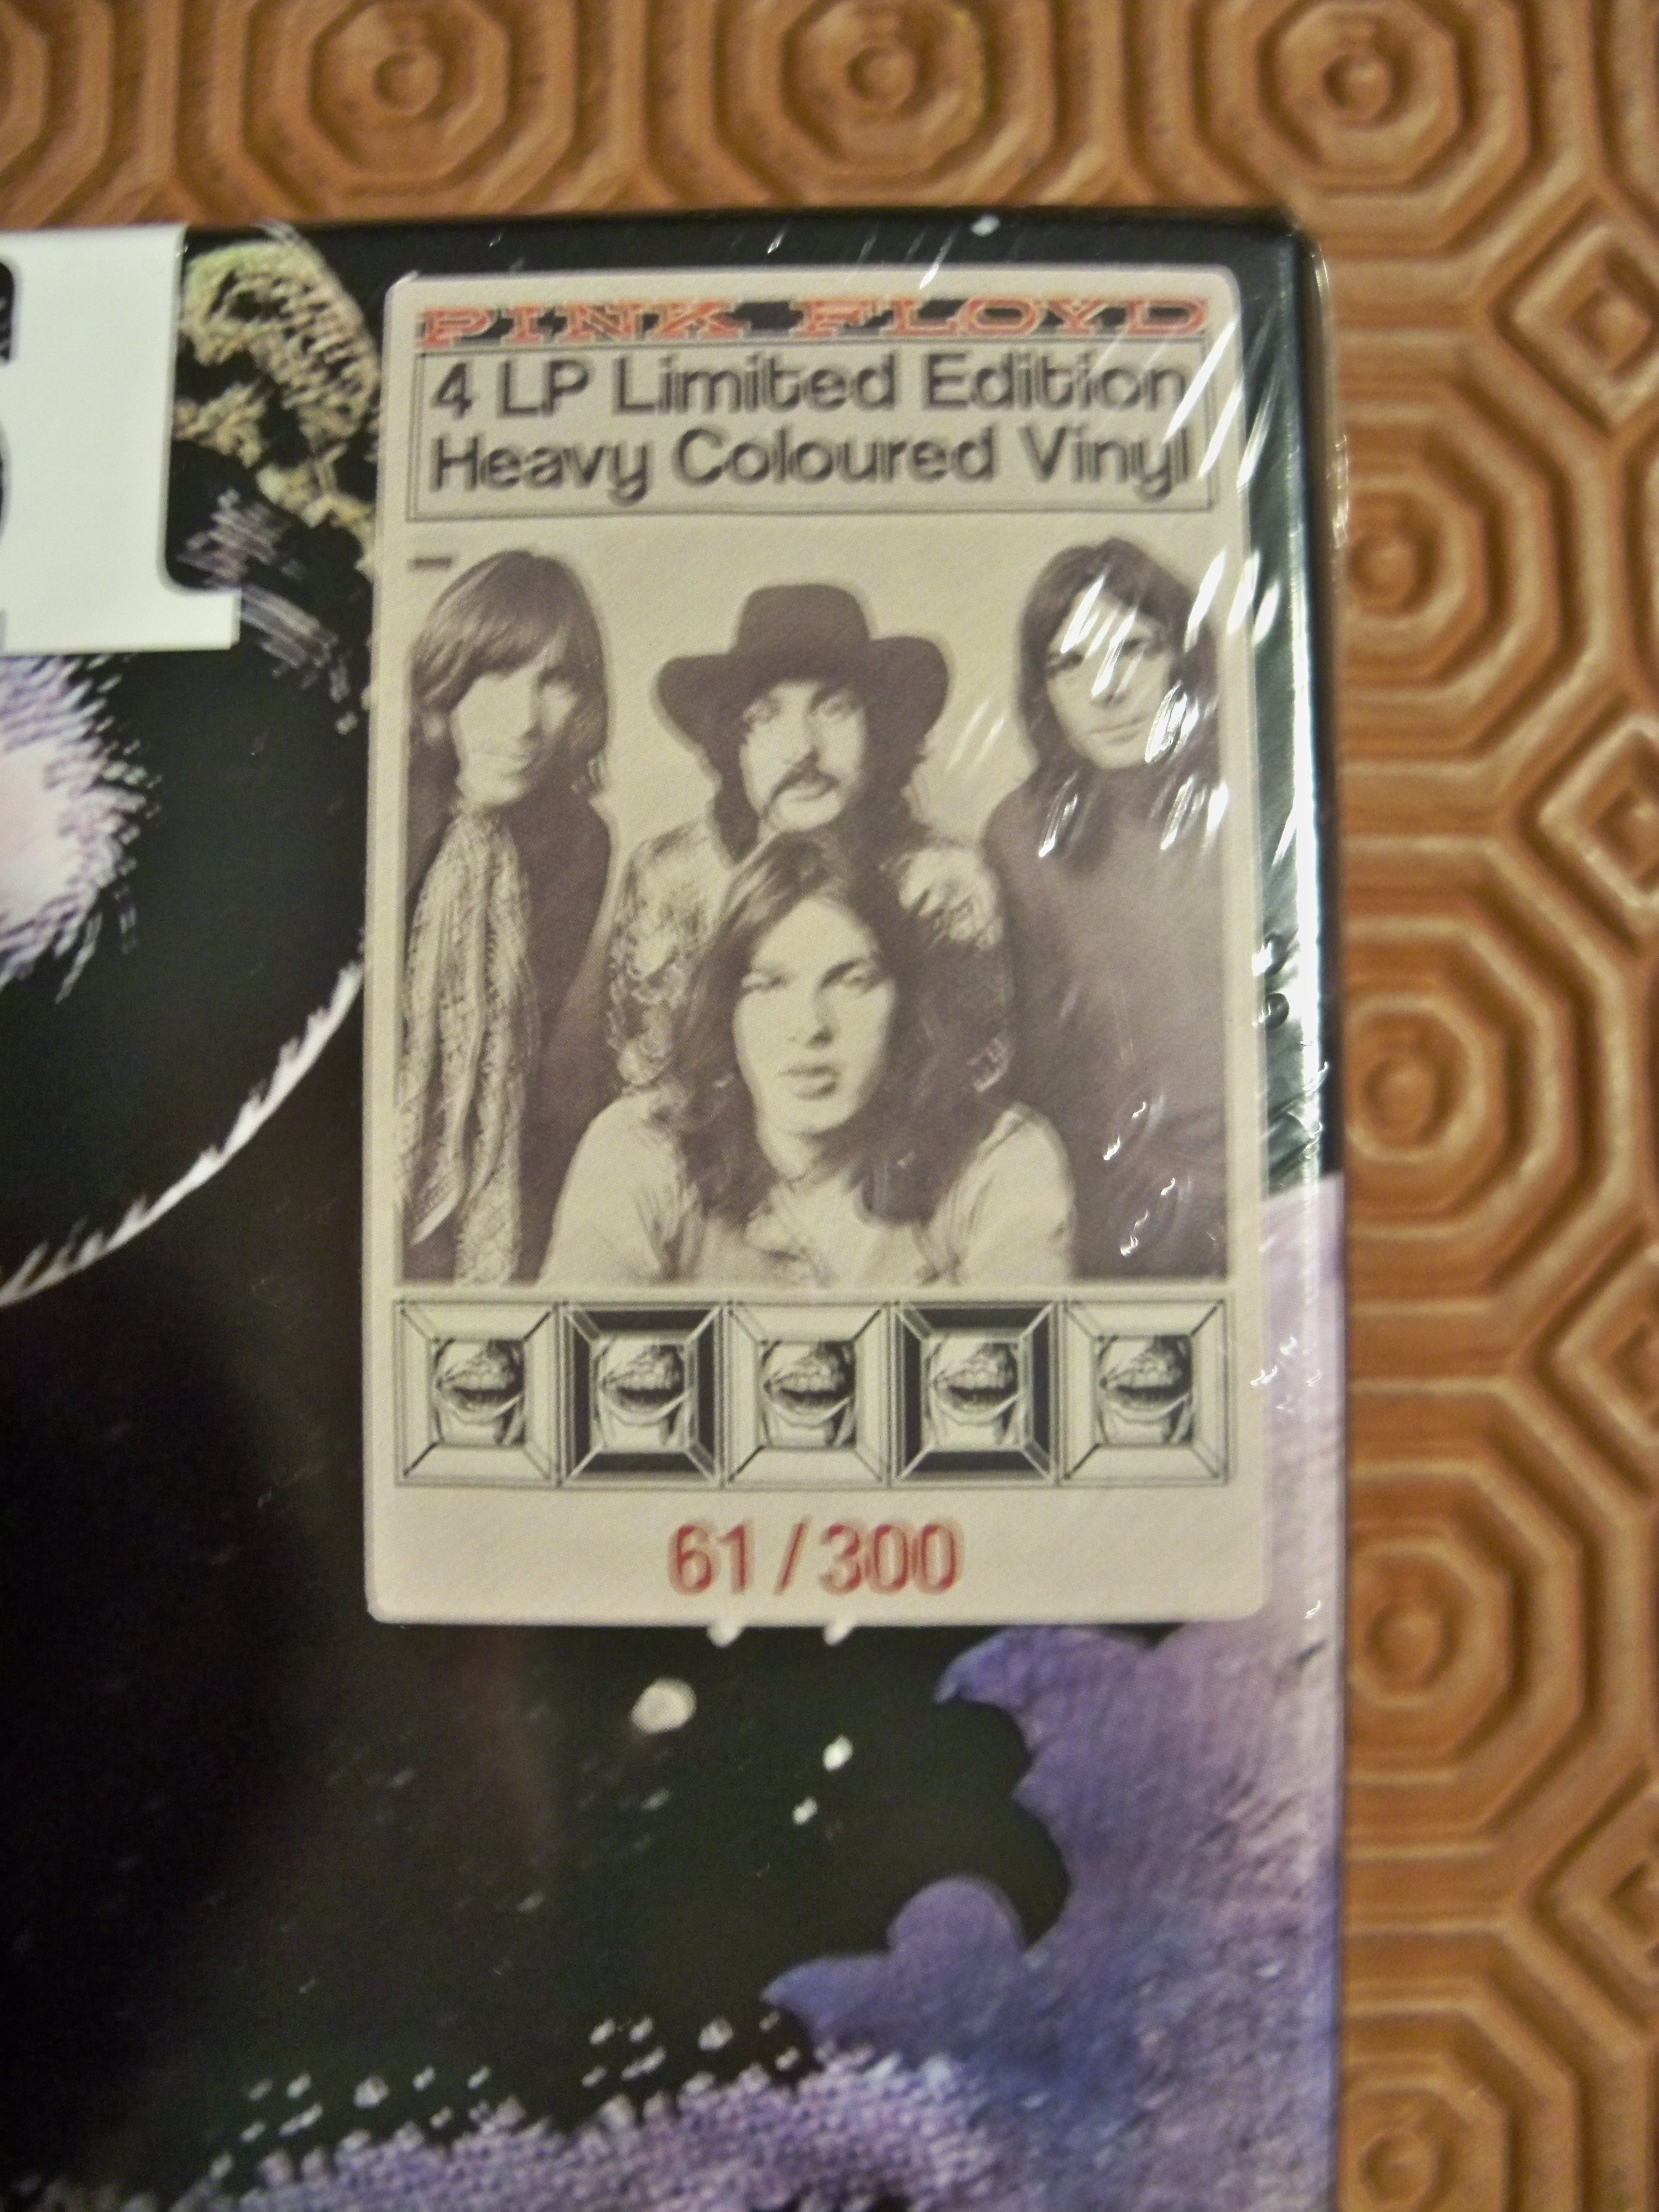 PINK FLOYD
4 LP Limited Edition
Heavy Coloured Vinyl
61 / 300